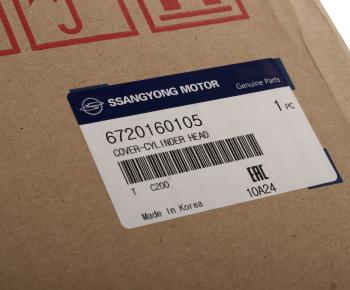 SSANGYONG MOTOR
Genuine Parts
6720160105
1 PC
COVER-CYLINDER HEAD
T C200
EAC
Made in Korea
10A24